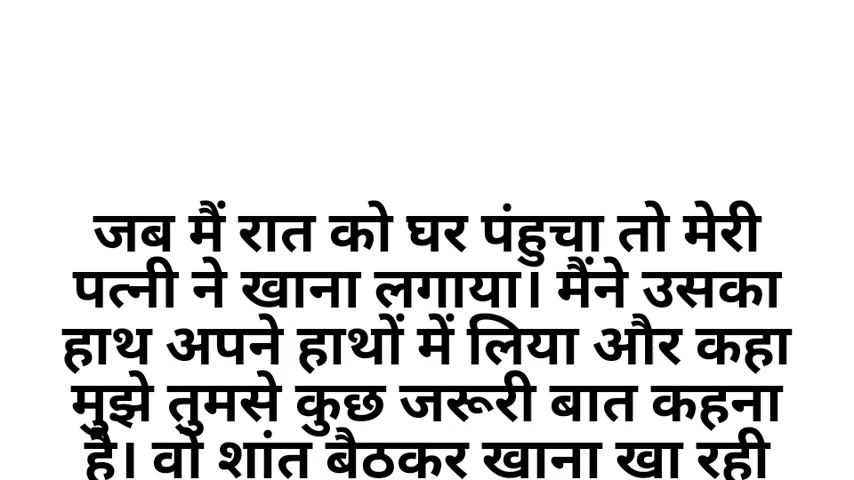 जब मैं रात को घर पंहुचा तो मेरी
पत्नी ने खाना लगाया। मैंने उसका
हाथ अपने हाथों में लिया और कहा
मुझे तुमसे कुछ जरूरी बात कहना
है। वो शांत बैठकर खाना खा रही